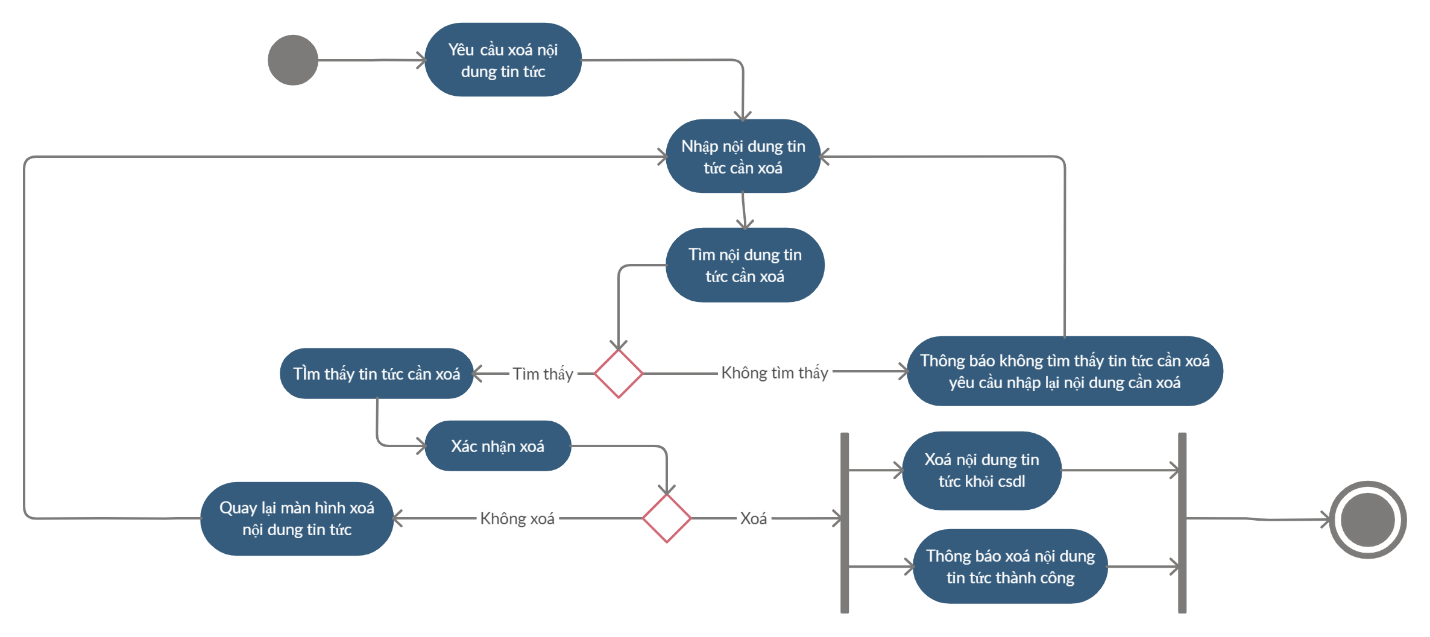 Yêu cầu xoá nội
dung tin tức
Nhập nội dung tin
tức cần xoá
Tìm nội dung tin
tức cần xoá
TÌm thấy tin tức cần xoá
Tìm thấy
Không tìm thấy
Thông báo không tìm thấy tin tức cần xoá
yêu cầu nhập lại nội dung cần xoá
Xác nhận xoá
Xoá nội dung tin
tức khỏi csdl
Quay lại màn hình xoá
nội dung tin tức
Không xoá
Xoá
Thông báo xoá nội dung
tin tức thành công